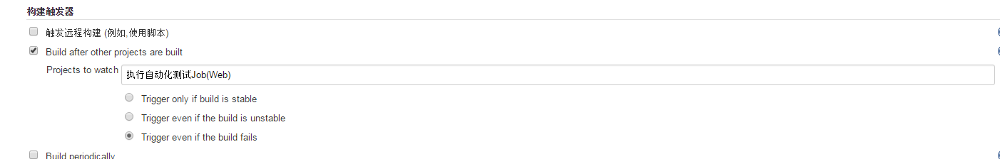 构建触发器
触发远程构建 (例如,使用脚本)
Build after other projects are built
Projects to watch 执行自动化测试Job(Web)
Trigger only if build is stable
Trigger even if the build is unstable
Trigger even if the build fails
Build periodically